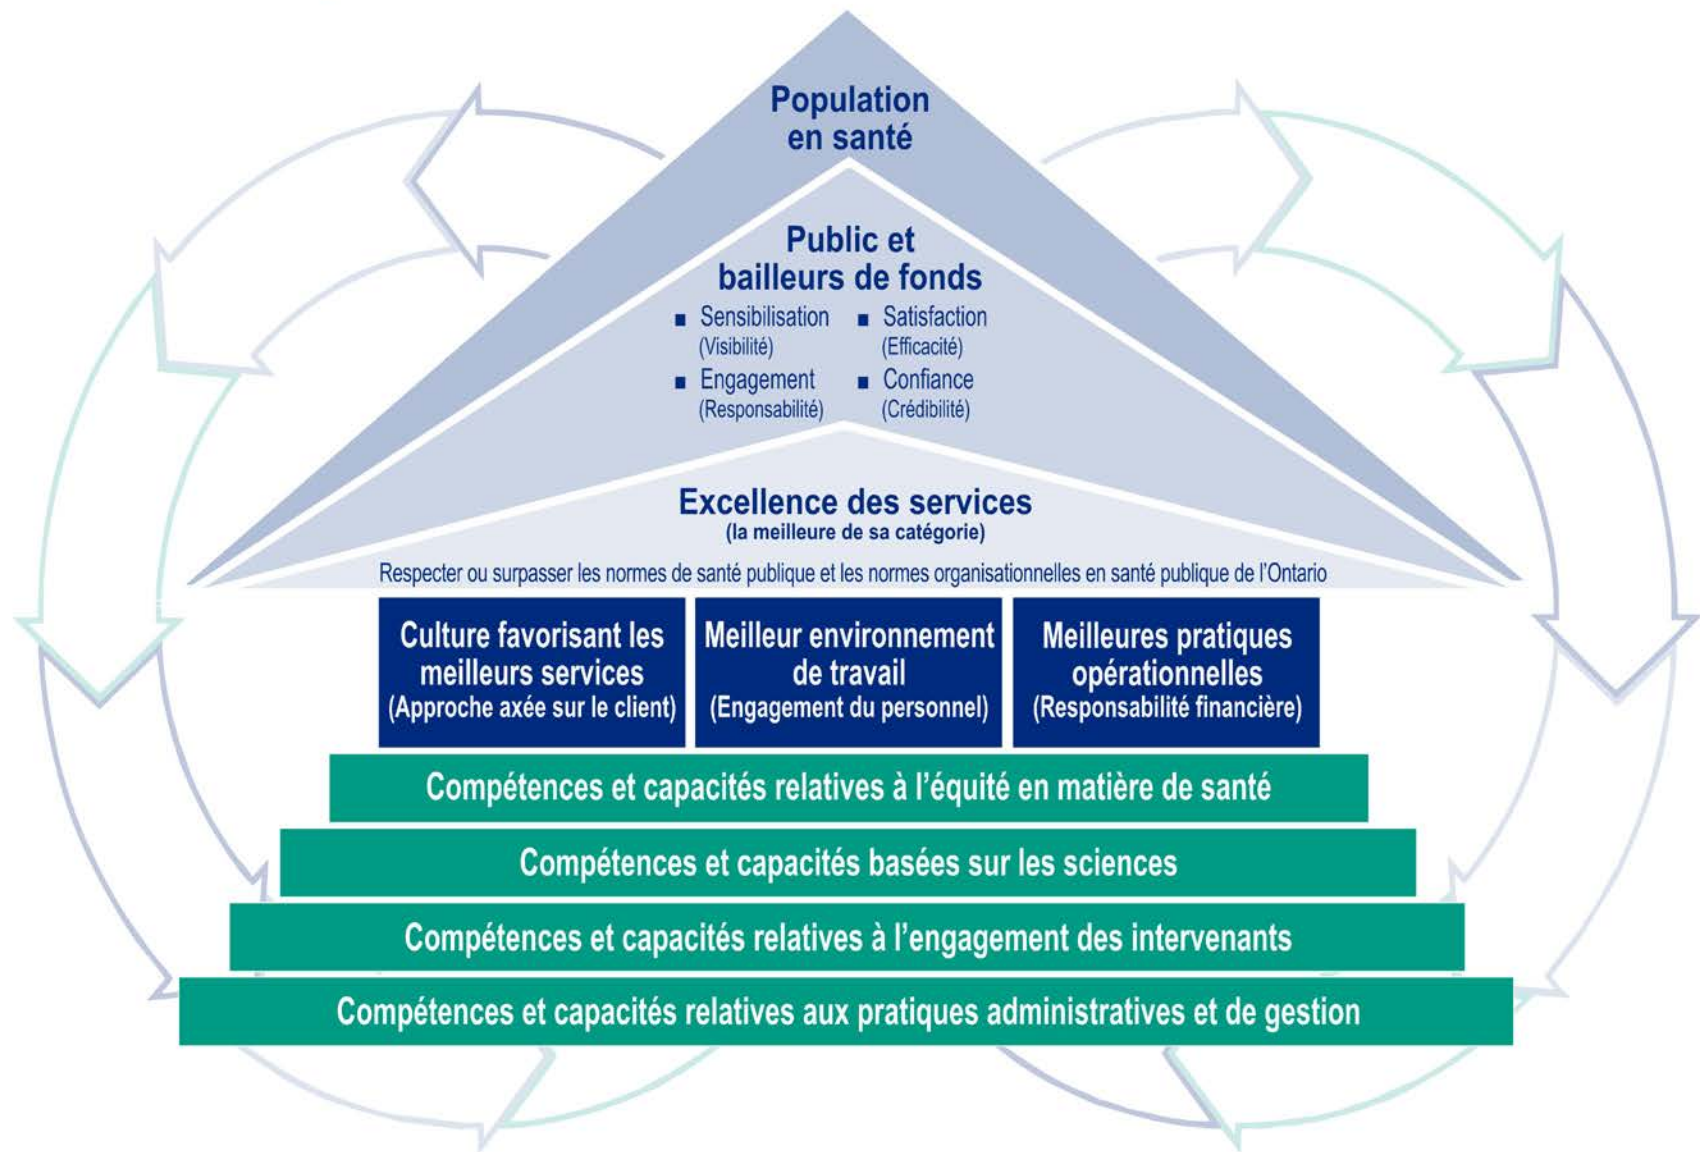 Population
en santé
Public et
bailleurs de fonds
■ Sensibilisation
(Visibilité)
■ Engagement
(Responsabilité)
■ Satisfaction
(Efficacité)
■ Confiance
(Crédibilité)
Excellence des services
(la meilleure de sa catégorie)
Respecter ou surpasser les normes de santé publique et les normes organisationnelles en santé publique de l'Ontario
Culture favorisant les
meilleurs services
(Approche axée sur le client)
Meilleur environnement
de travail
(Engagement du personnel)
Meilleures pratiques
opérationnelles
(Responsabilité financière)
Compétences et capacités relatives à l'équité en matière de santé
Compétences et capacités basées sur les sciences
Compétences et capacités relatives à l'engagement des intervenants
Compétences et capacités relatives aux pratiques administratives et de gestion